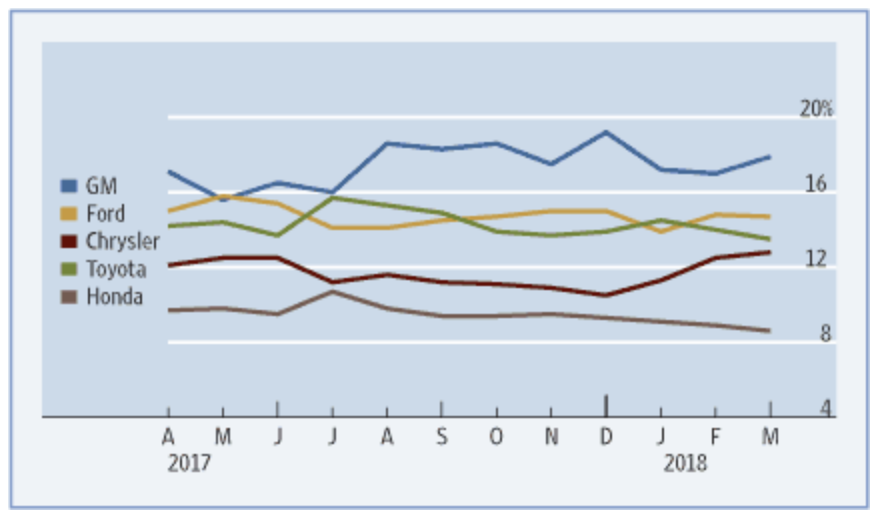 20%
16
12
8
4
GM
Ford
Chrysler
Toyota
Honda
A M J J A S O N D J F M
2017 2018